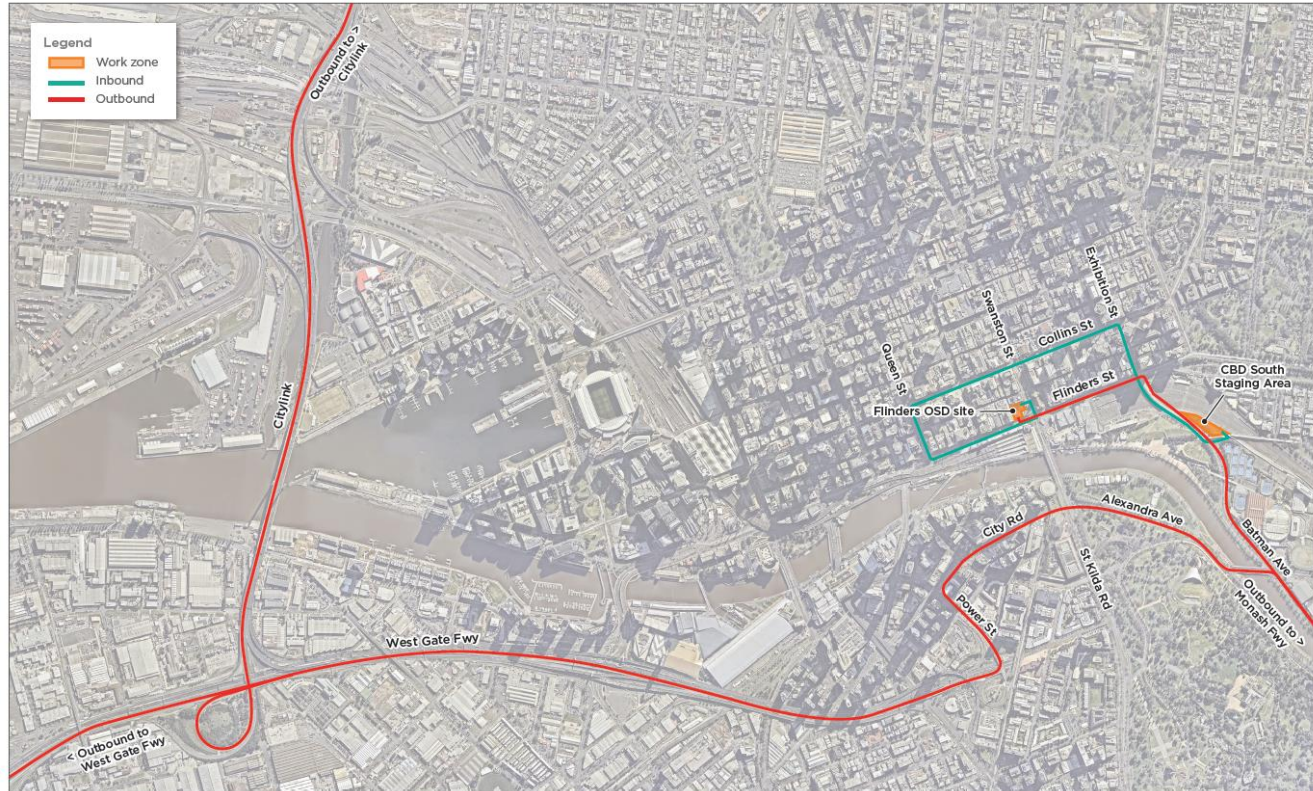 Legend
Work zone
Inbound
Outbound
Outbound to >
Citylink
Citylink
Exhibition St
Swanston St
Collins St
Queen St
CBD South
Staging Area
Flinders St
Flinders OSD site
Alexandra Ave
City Rd
Batman Ave
St Kilda Rd
Power St
Outbound to >
Monash Fwy
West Gate Fwy
< Outbound to
West Gate Fwy